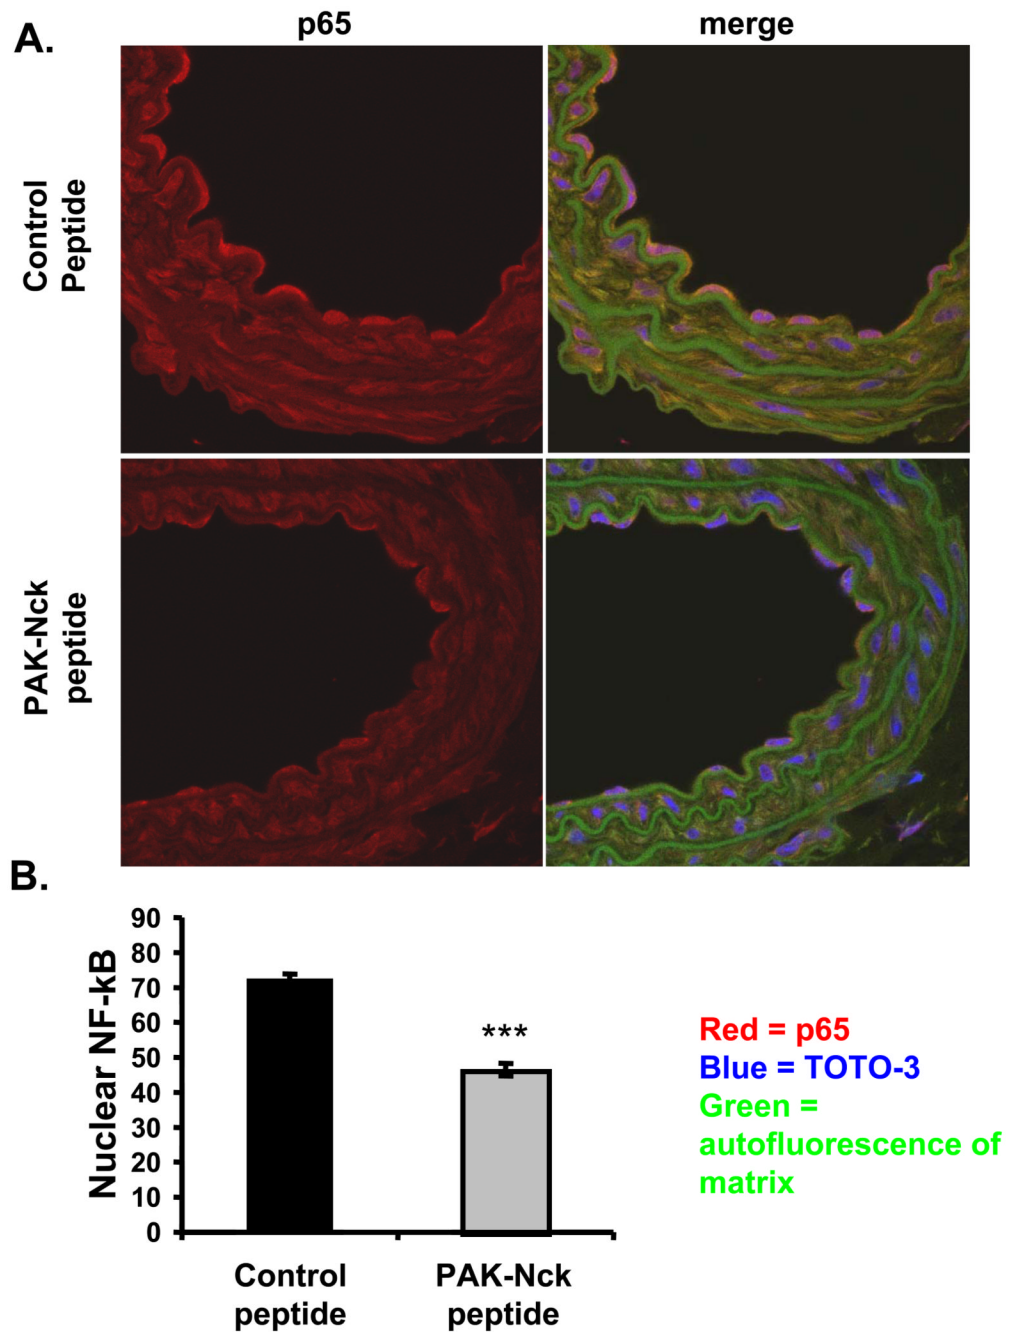 A.
p65
merge
Control
Peptide
PAK-Nck
peptide
B.
Nuclear NF-kB
90
80
70
60
50
40
30
20
10
0
***
Control
peptide
PAK-Nck
peptide
Red = p65
Blue = TOTO-3
Green =
autofluorescence of
matrix